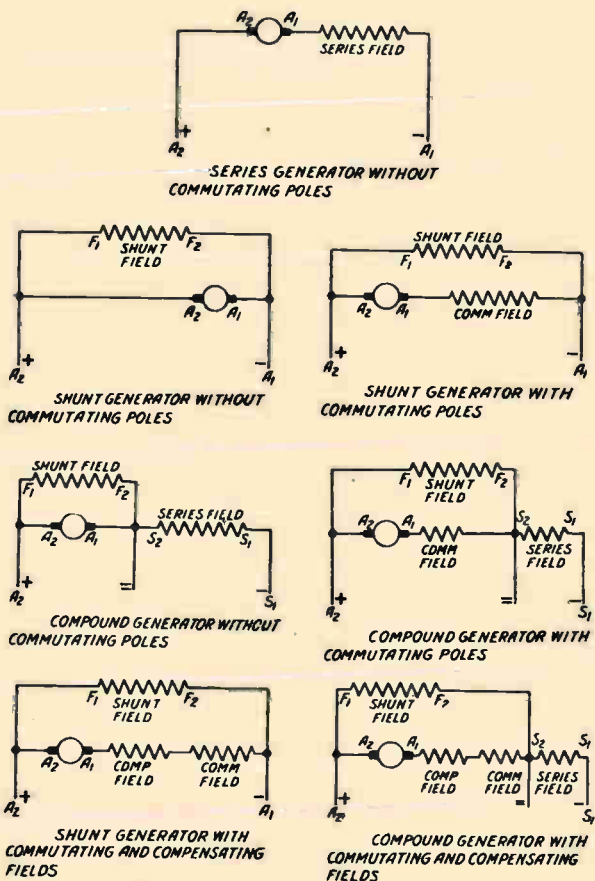 A2 A1
SERIES FIELD
+ −
A2 A1
SERIES GENERATOR WITHOUT
COMMUTATING POLES
F1 SHUNT F2
FIELD
A2 A1
+ −
A2 A1
SHUNT GENERATOR WITHOUT
COMMUTATING POLES
SHUNT FIELD
F1 F2
A2 A1 COMM FIELD
+ −
A2 A1
SHUNT GENERATOR WITH
COMMUTATING POLES
SHUNT FIELD
F1 F2
SERIES FIELD
A2 A1 S2 S1
+ = −
A2 S1
COMPOUND GENERATOR WITHOUT
COMMUTATING POLES
F1 SHUNT F2
FIELD
A2 A1 S2 S1
COMM SERIES
FIELD FIELD
+ = −
A2 S1
COMPOUND GENERATOR WITH
COMMUTATING POLES
F1 SHUNT F2
FIELD
A2 A1 COMP COMM
FIELD FIELD
+ −
A2 A1
SHUNT GENERATOR WITH
COMMUTATING AND COMPENSATING
FIELDS
F1 SHUNT F2
FIELD
A2 A1 S2 S1
COMP COMM SERIES
FIELD FIELD FIELD
+ = −
A2 S1
COMPOUND GENERATOR WITH
COMMUTATING AND COMPENSATING
FIELDS